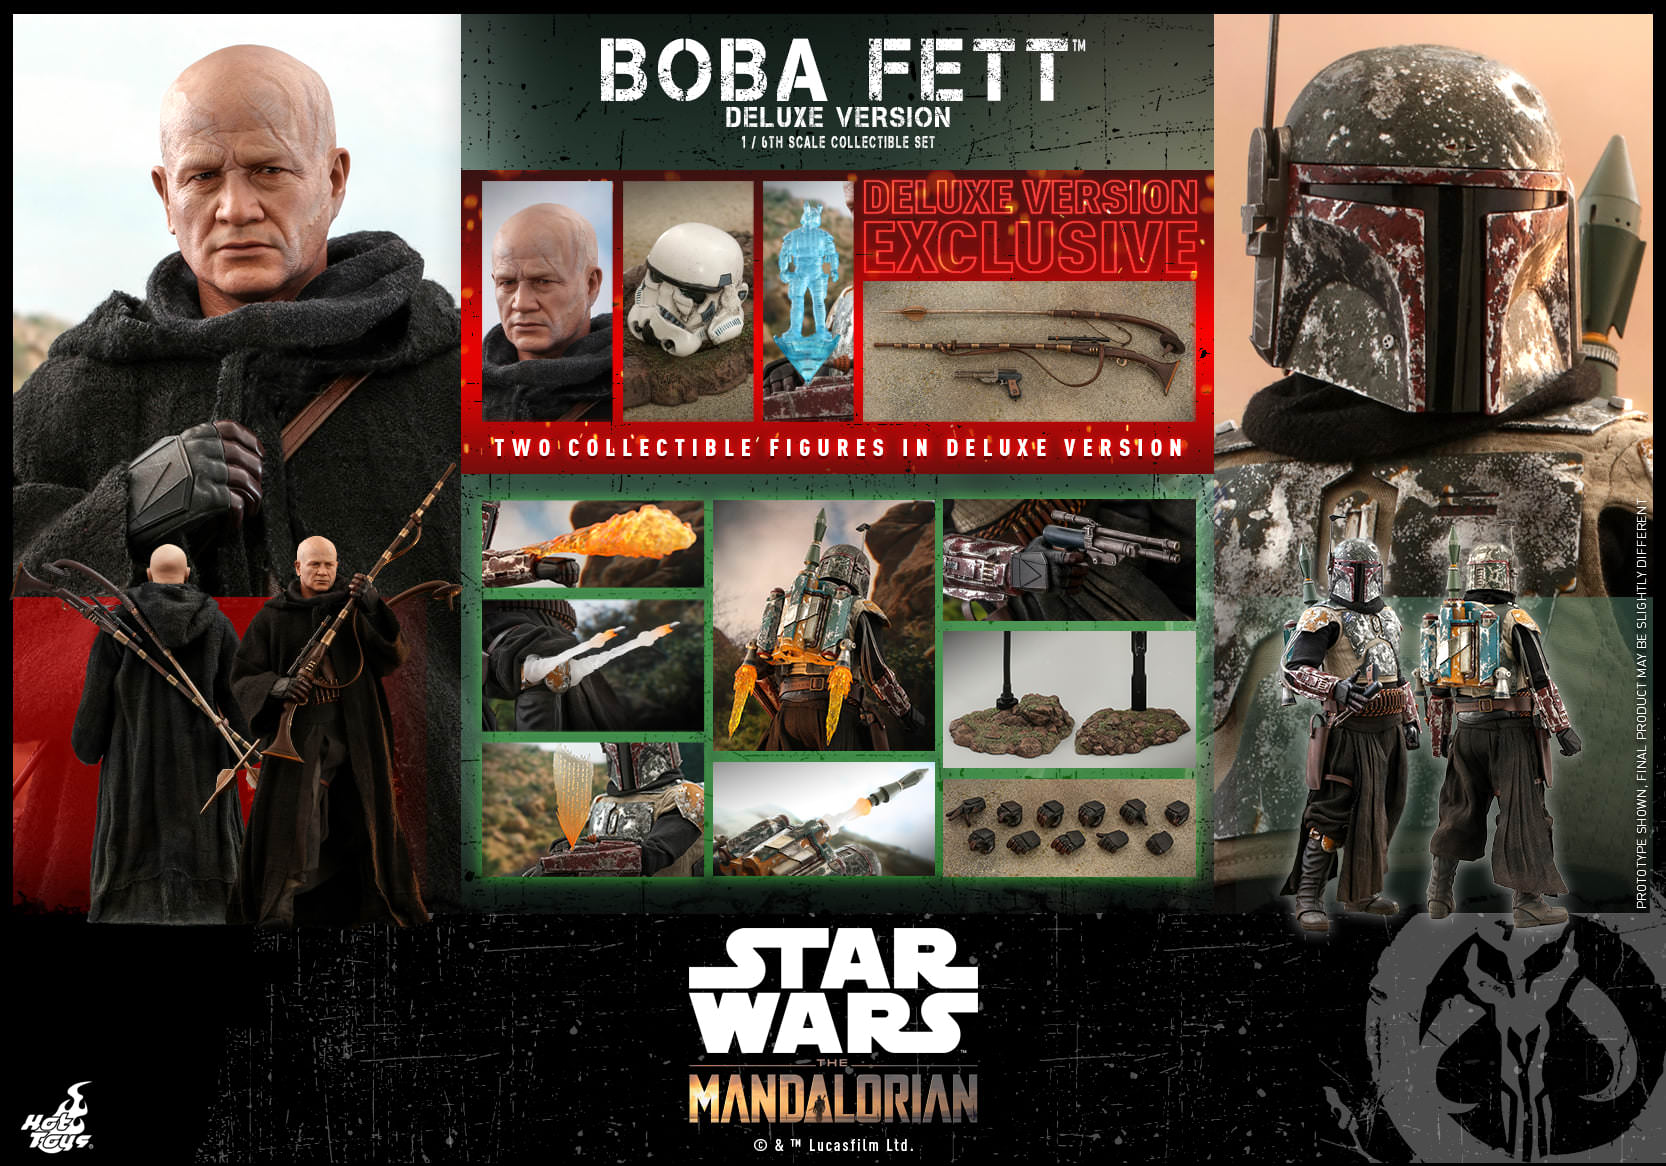 BOBA FETT™
DELUXE VERSION
1 / 6TH SCALE COLLECTIBLE SET
DELUXE VERSION
EXCLUSIVE
TWO COLLECTIBLE FIGURES IN DELUXE VERSION
PROTOTYPE SHOWN, FINAL PRODUCT MAY BE SLIGHTLY DIFFERENT
STAR
WARS™
THE
MANDALORIAN
© & ™ Lucasfilm Ltd.
Hot
Toys®